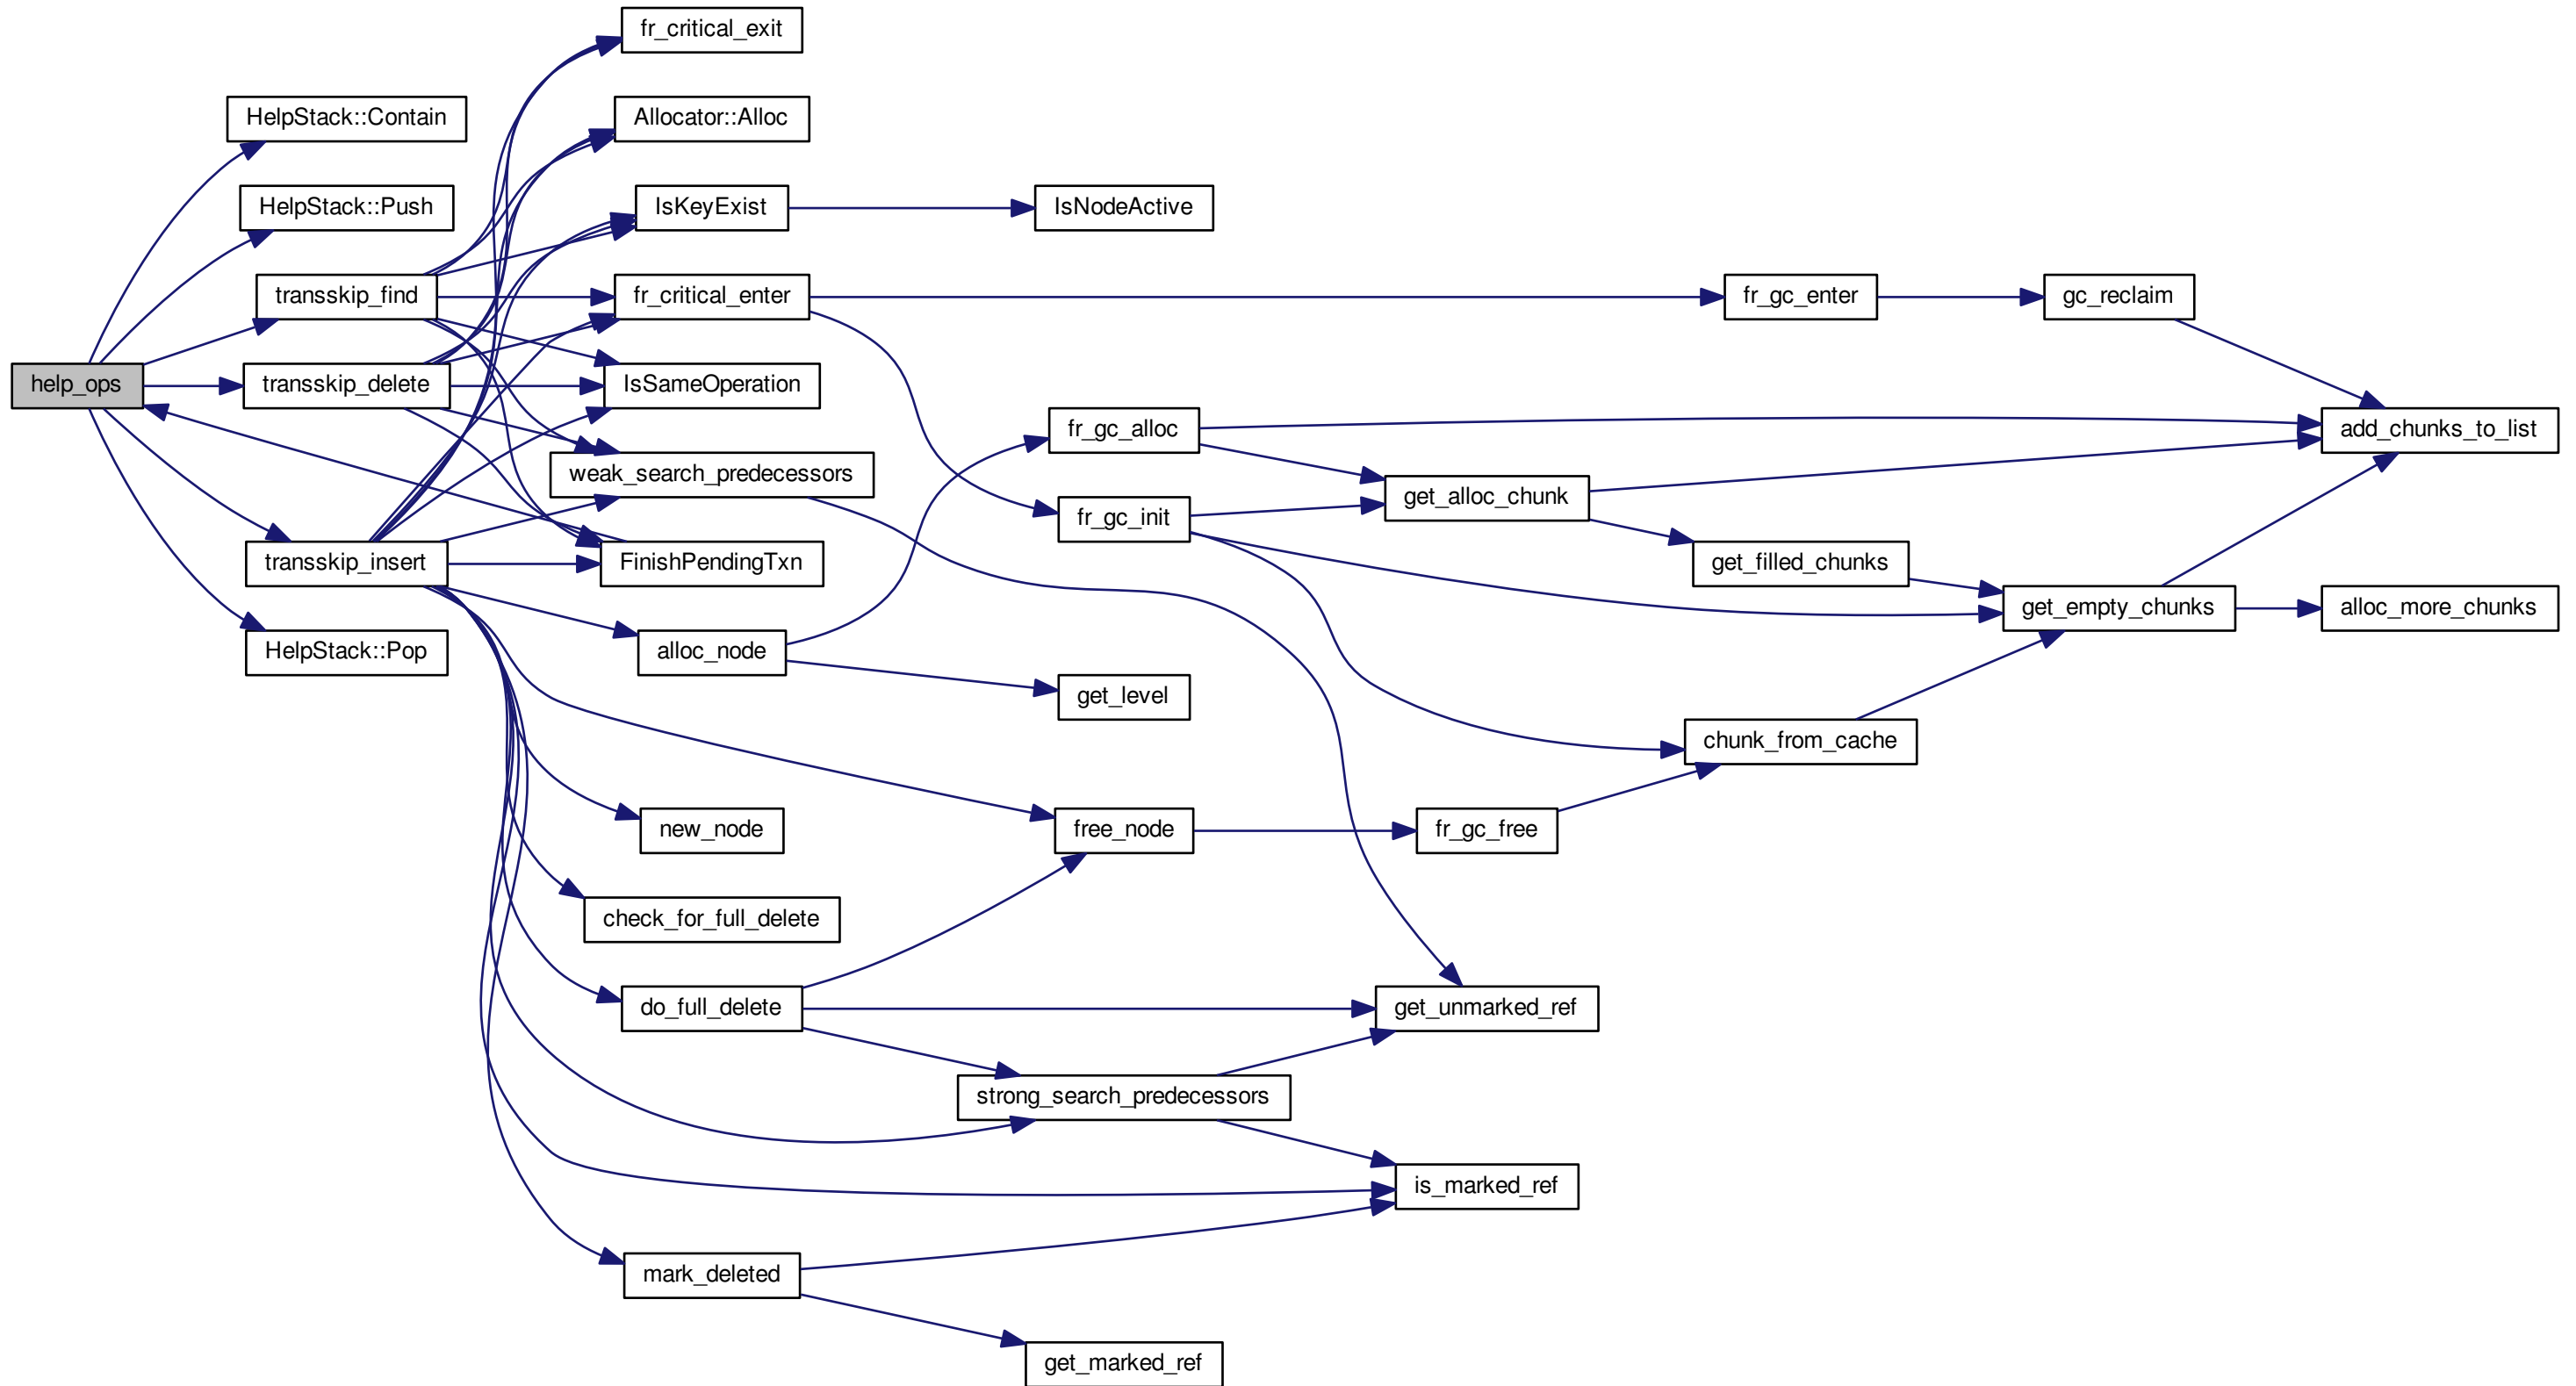 fr_critical_exit
HelpStack::Contain
Allocator::Alloc
HelpStack::Push
IsKeyExist
IsNodeActive
transskip_find
fr_critical_enter
fr_gc_enter
gc_reclaim
help_ops
transskip_delete
IsSameOperation
fr_gc_alloc
add_chunks_to_list
weak_search_predecessors
get_alloc_chunk
fr_gc_init
transskip_insert
FinishPendingTxn
get_filled_chunks
get_empty_chunks
alloc_more_chunks
HelpStack::Pop
alloc_node
get_level
chunk_from_cache
new_node
free_node
fr_gc_free
check_for_full_delete
do_full_delete
get_unmarked_ref
strong_search_predecessors
is_marked_ref
mark_deleted
get_marked_ref